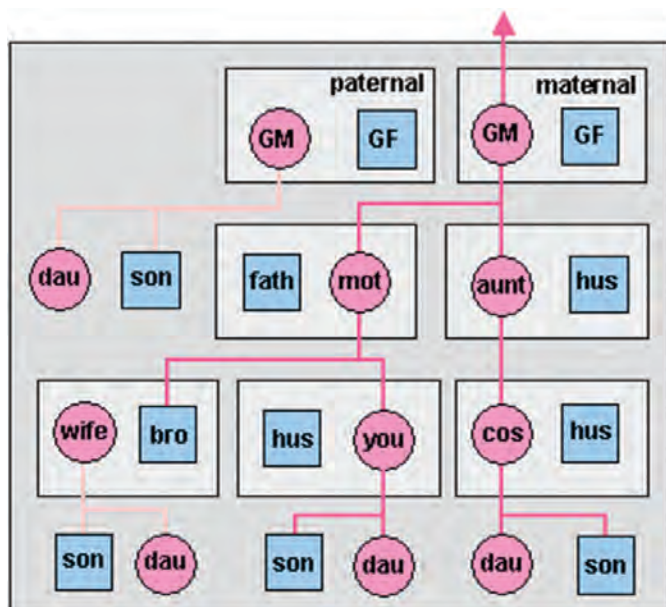 paternal
maternal
GM
GF
GM
GF
dau
son
fath
mot
aunt
hus
wife
bro
hus
you
cos
hus
son
dau
son
dau
dau
son